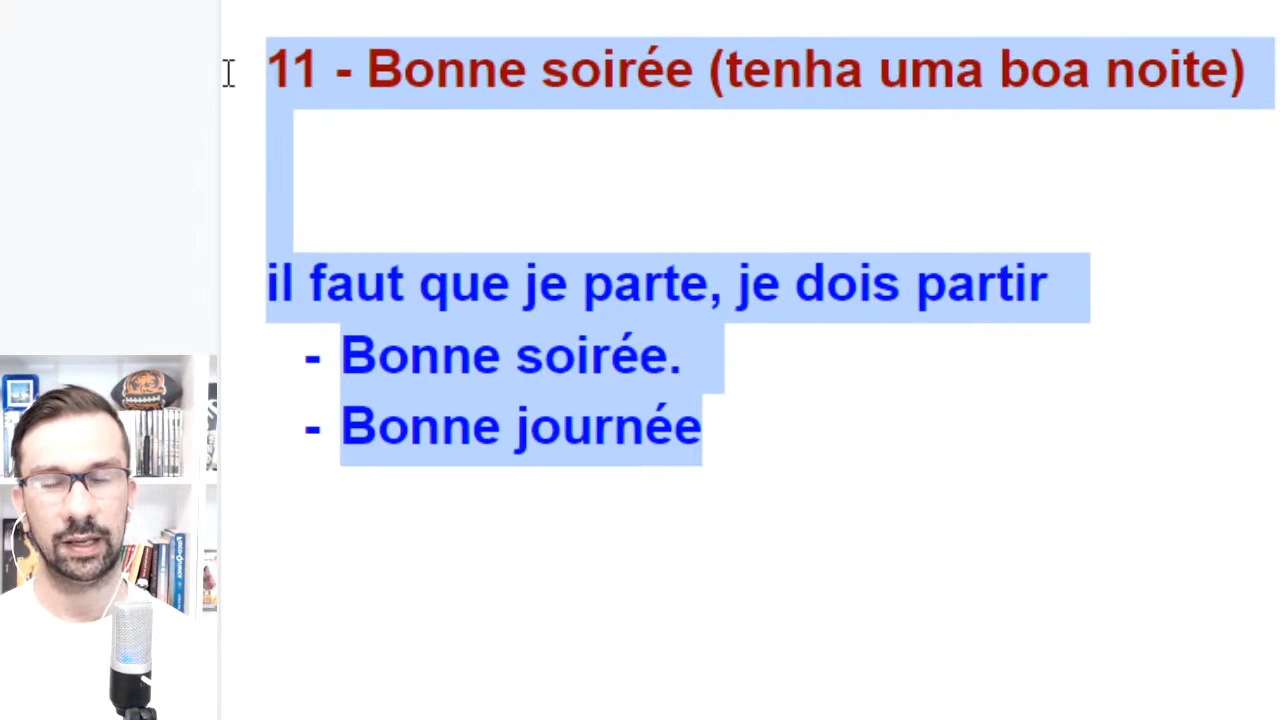 11 - Bonne soirée (tenha uma boa noite)
il faut que je parte, je dois partir
- Bonne soirée.
- Bonne journée